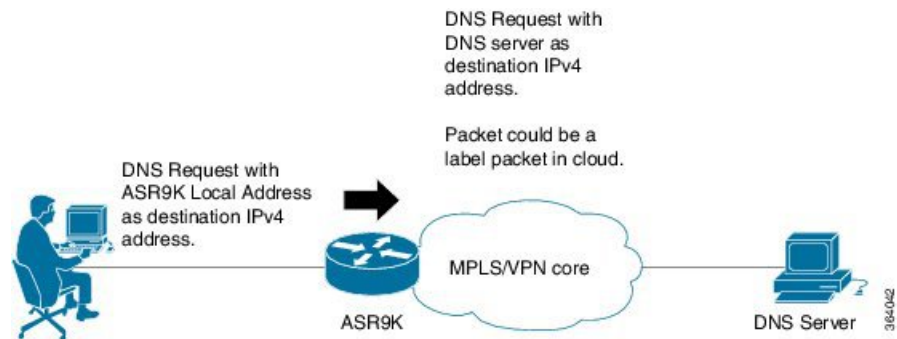 DNS Request with
DNS server as
destination IPv4
address.
Packet could be a
label packet in cloud.
DNS Request with
ASR9K Local Address
as destination IPv4
address.
MPLS/VPN core
ASR9K
DNS Server
364042